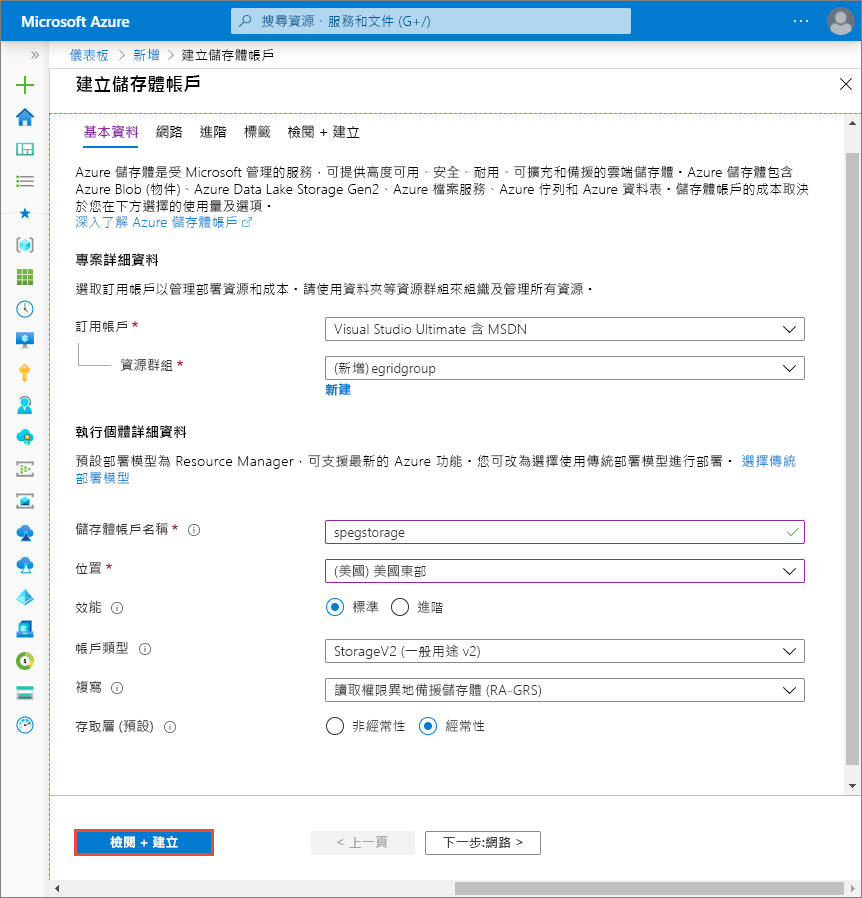 Microsoft Azure
搜尋資源、服務和文件 (G+/)
儀表板 > 新增 > 建立儲存體帳戶
建立儲存體帳戶
基本資料 網路 進階 標籤 檢閱 + 建立
Azure 儲存體是受 Microsoft 管理的服務，可提供高度可用、安全、耐用、可擴充和備援的雲端儲存體。Azure 儲存體包含
Azure Blob (物件)、Azure Data Lake Storage Gen2、Azure 檔案服務、Azure 佇列和 Azure 資料表。儲存體帳戶的成本取決
於您在下方選擇的使用量及選項。
深入了解 Azure 儲存體帳戶
專案詳細資料
選取訂用帳戶以管理部署資源和成本。請使用資料夾等資源群組來組織及管理所有資源。
訂用帳戶 *
Visual Studio Ultimate 含 MSDN
資源群組 *
(新增) egridgroup
新建
執行個體詳細資料
預設部署模型為 Resource Manager，可支援最新的 Azure 功能。您可改為選擇使用傳統部署模型進行部署。 選擇傳統
部署模型
儲存體帳戶名稱 *
spegstorage
位置 *
(美國) 美國東部
效能
標準 進階
帳戶類型
StorageV2 (一般用途 v2)
複寫
讀取權限異地備援儲存體 (RA-GRS)
存取層 (預設)
非經常性 經常性
檢閱 + 建立
< 上一頁
下一步:網路 >